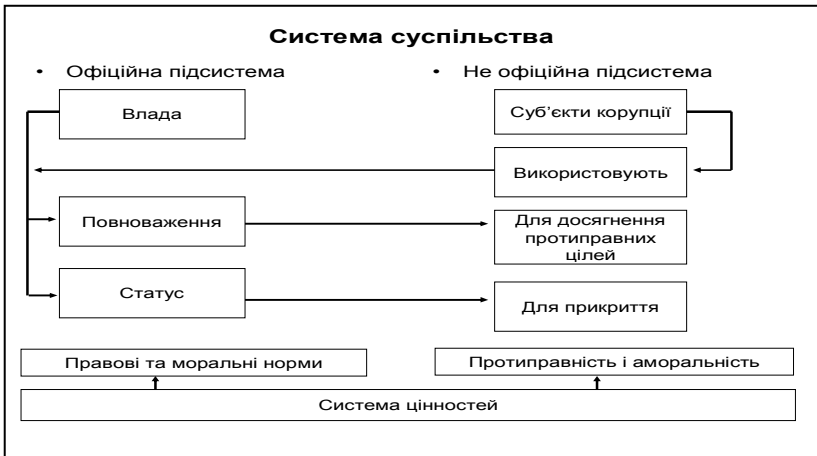 Система суспільства
• Офіційна підсистема
• Не офіційна підсистема
Влада
Суб’єкти корупції
Використовують
Повноваження
Для досягнення
протиправних
цілей
Статус
Для прикриття
Правові та моральні норми
Протиправність і аморальність
Система цінностей